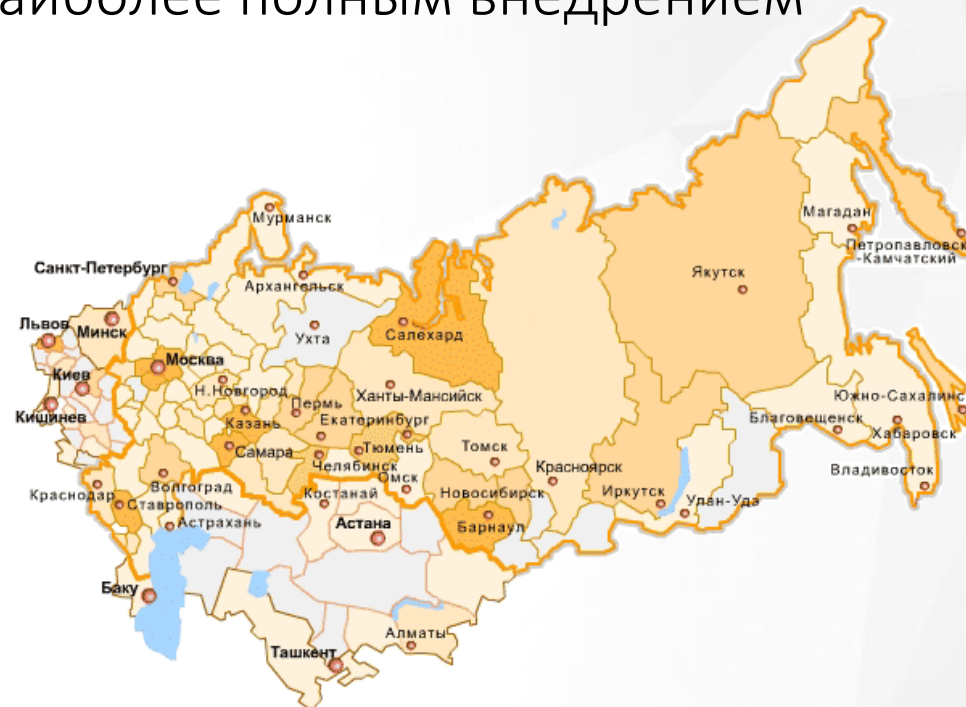 аиболее полным внедрением
Мурманск
Магадан
Петропавловск
-Камчатский
Санкт-Петербург
Архангельск
Якутск
Львов
Минск
Ухта
Салехард
Москва
Киев
Н.Новгород
Пермь
Ханты-Мансийск
Южно-Сахалинс
Кишинев
Казань
Екатеринбург
Благовещенск
Хабаровск
Самара
Тюмень
Томск
Челябинск
Омск
Красноярск
Владивосток
Краснодар
Волгоград
Костанай
Новосибирск
Иркутск
Улан-Удэ
Ставрополь
Астрахань
Астана
Барнаул
Баку
Алматы
Ташкент